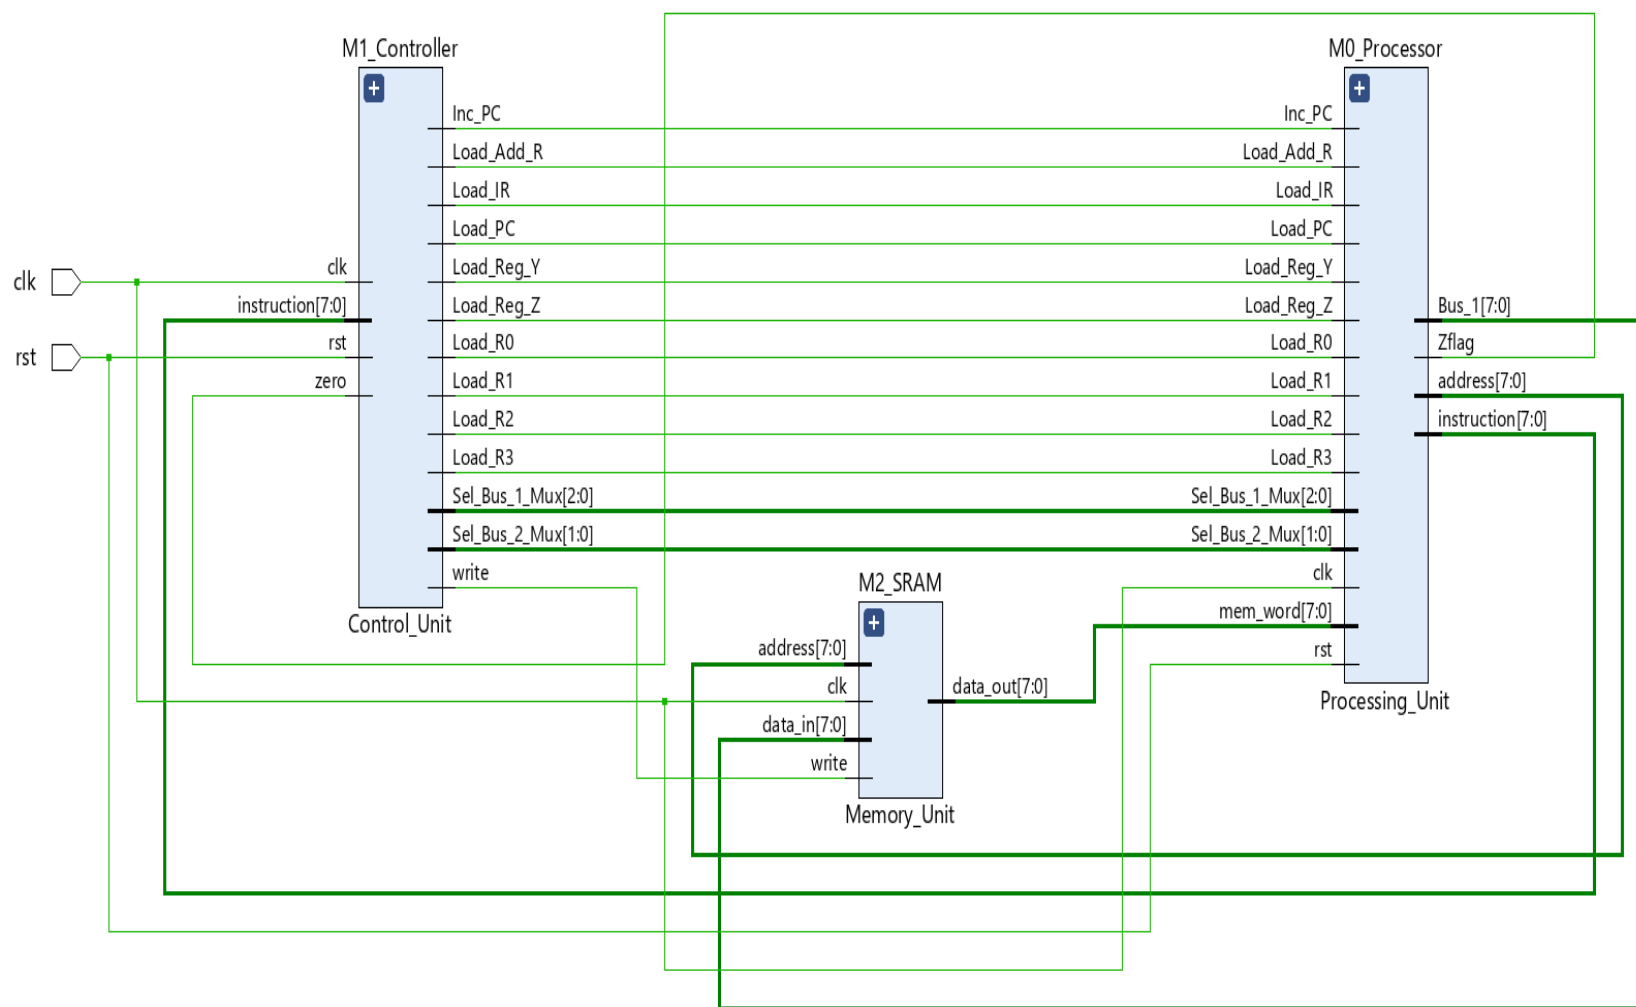 M1_Controller
M0_Processor
Inc_PC
Inc_PC
Load_Add_R
Load_Add_R
Load_IR
Load_IR
Load_PC
Load_PC
clk
clk
Load_Reg_Y
Load_Reg_Y
instruction[7:0]
Load_Reg_Z
Load_Reg_Z
Bus_1[7:0]
rst
rst
Load_R0
Load_R0
Zflag
zero
Load_R1
Load_R1
address[7:0]
Load_R2
Load_R2
instruction[7:0]
Load_R3
Load_R3
Sel_Bus_1_Mux[2:0]
Sel_Bus_1_Mux[2:0]
Sel_Bus_2_Mux[1:0]
Sel_Bus_2_Mux[1:0]
write
M2_SRAM
clk
Control_Unit
mem_word[7:0]
address[7:0]
rst
clk
data_out[7:0]
Processing_Unit
data_in[7:0]
write
Memory_Unit